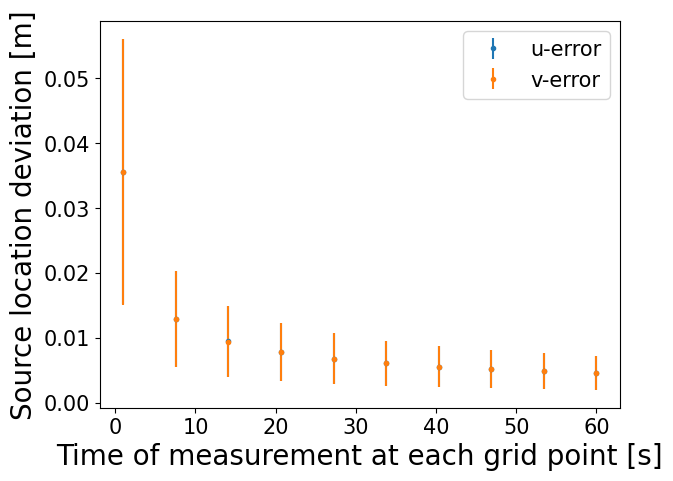 u-error
v-error
0.05
0.04
0.03
0.02
0.01
0.00
0 10 20 30 40 50 60
Time of measurement at each grid point [s]
Source location deviation [m]